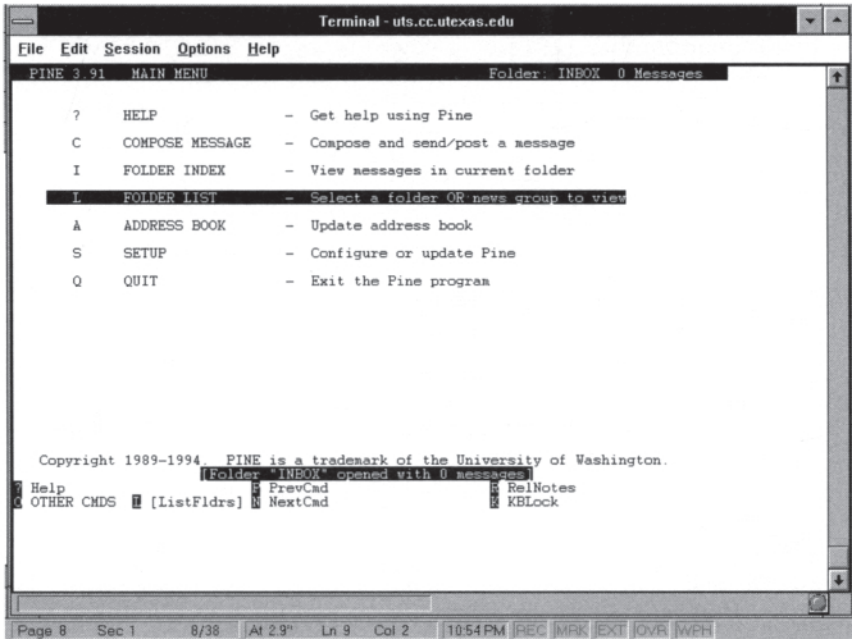 Terminal - uts.cc.utexas.edu
File Edit Session Options Help
PINE 3.91 MAIN MENU Folder: INBOX 0 Messages
? HELP - Get help using Pine
C COMPOSE MESSAGE - Compose and send/post a message
I FOLDER INDEX - View messages in current folder
L FOLDER LIST - Select a folder OR news group to view
A ADDRESS BOOK - Update address book
S SETUP - Configure or update Pine
Q QUIT - Exit the Pine program
Copyright 1989-1994. PINE is a trademark of the University of Washington.
[Folder "INBOX" opened with 0 messages]
? Help P PrevCmd R RelNotes
O OTHER CMDS L [ListFldrs] N NextCmd K KBLock
Page 8 Sec 1 8/38 At 2.9" Ln 9 Col 2 10:54 PM REC MRK EXT OVR WPH